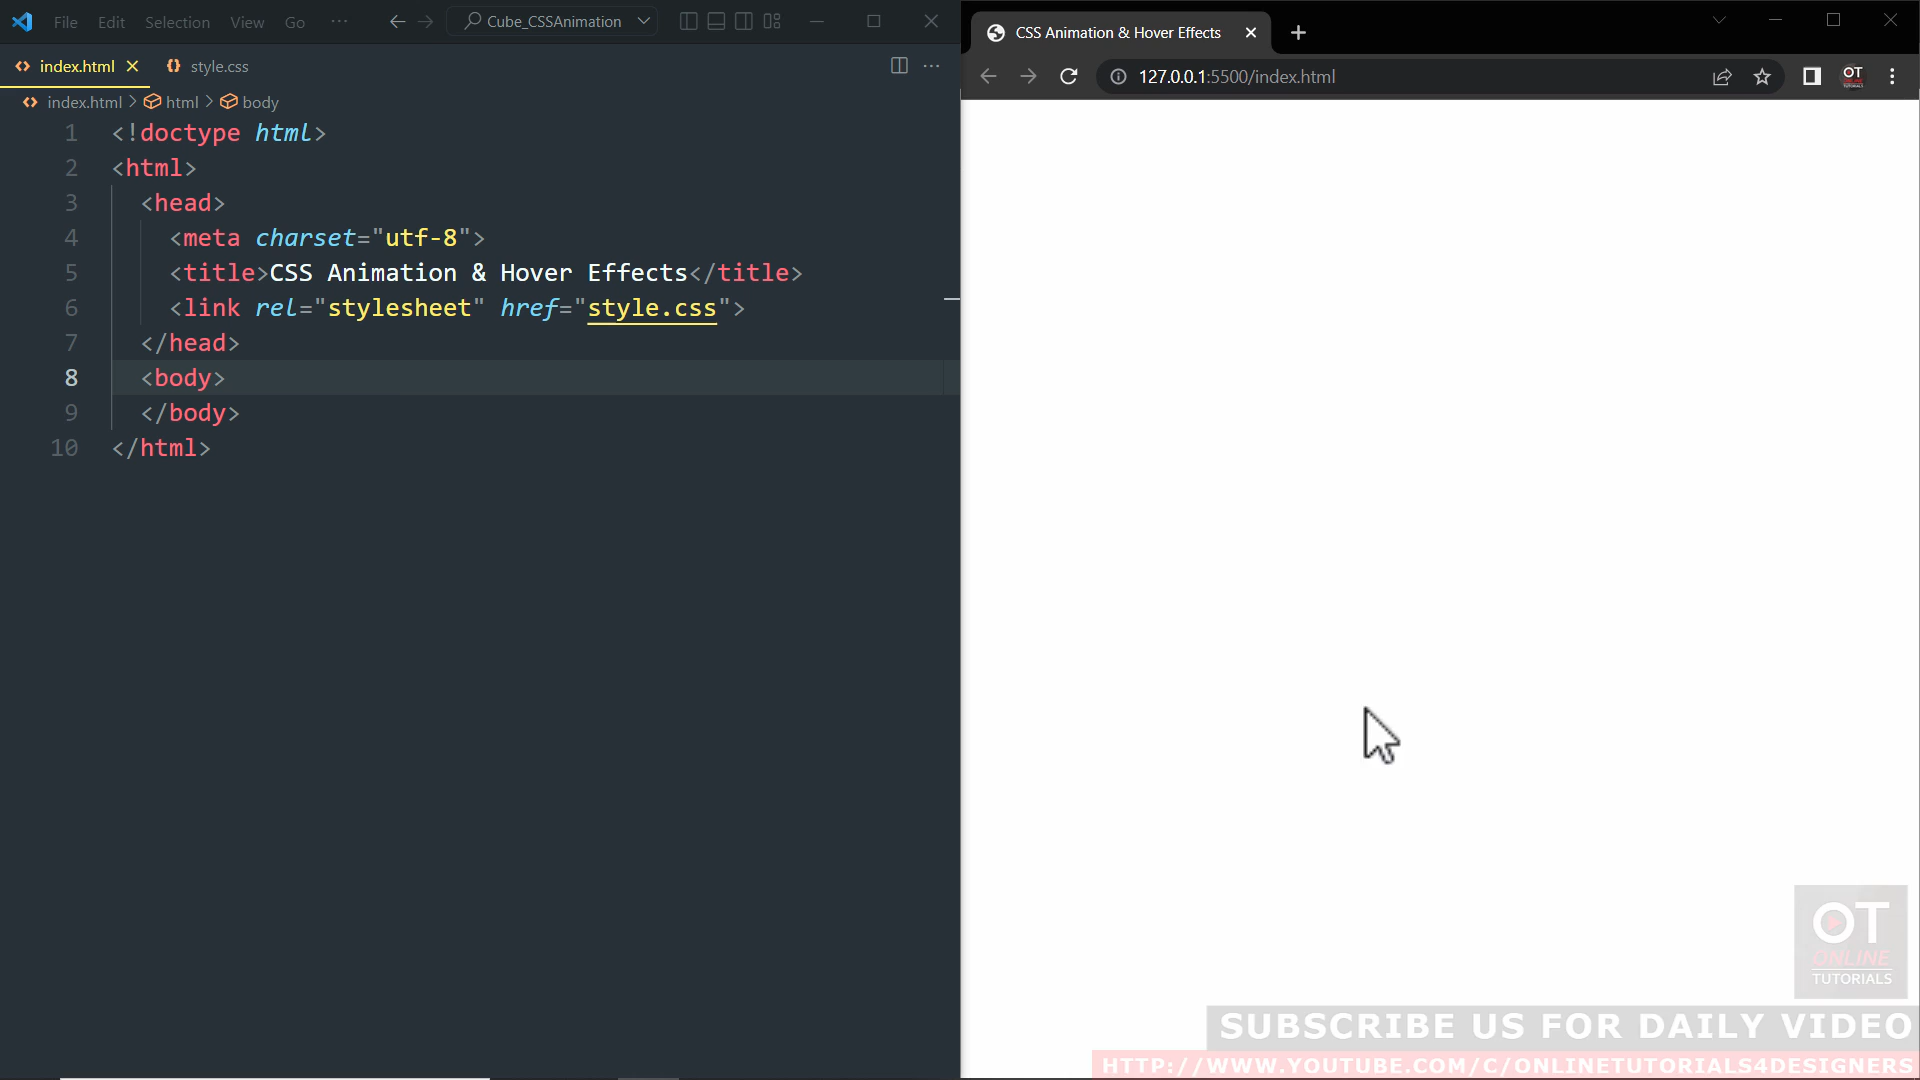 File Edit Selection View Go ··· Cube_CSSAnimation
index.html style.css
index.html > html > body
1 <!doctype html>
2 <html>
3 <head>
4 <meta charset="utf-8">
5 <title>CSS Animation & Hover Effects</title>
6 <link rel="stylesheet" href="style.css">
7 </head>
8 <body>
9 </body>
10 </html>
CSS Animation & Hover Effects
127.0.0.1:5500/index.html
OT
OT
ONLINE
TUTORIALS
SUBSCRIBE US FOR DAILY VIDEO
HTTP://WWW.YOUTUBE.COM/C/ONLINETUTORIALS4DESIGNERS